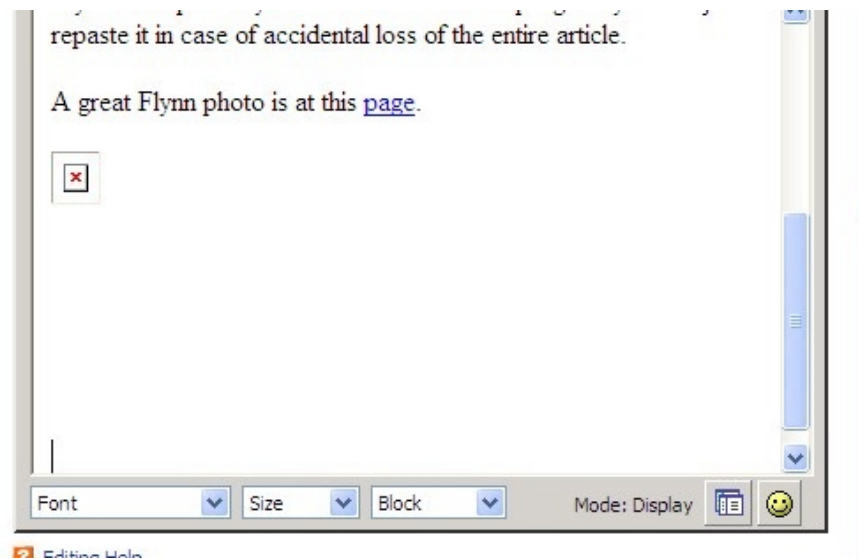 repaste it in case of accidental loss of the entire article.
A great Flynn photo is at this page.
Font Size Block Mode: Display
Editing Help